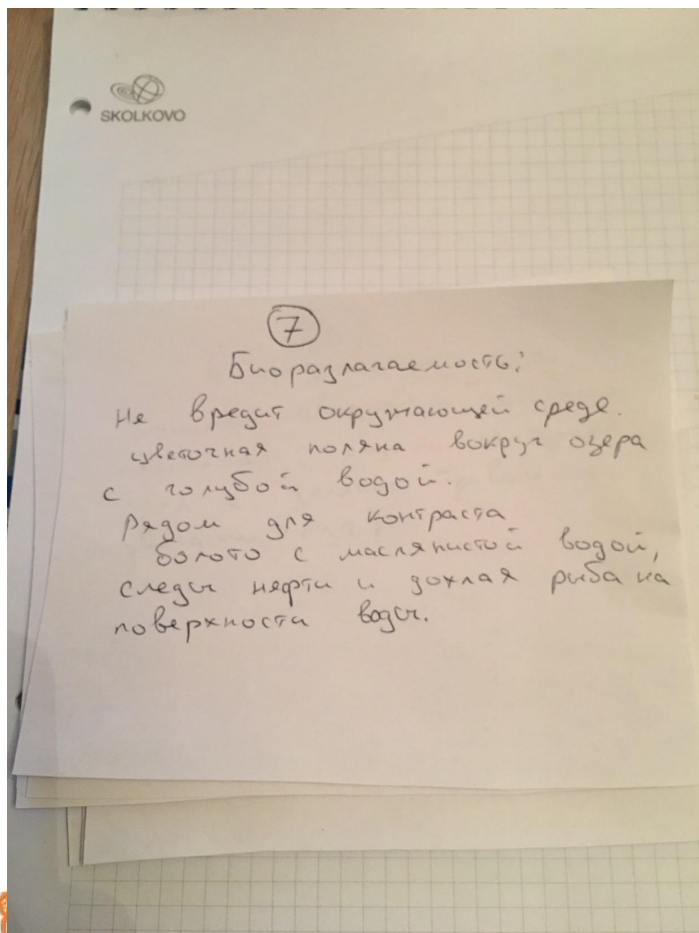 SKOLKOVO
7
Биоразлагаемость:
Не вредит окружающей среде.
цветочная поляна вокруг озера
с голубой водой.
Рядом для контраста
болото с маслянистой водой,
следы нефти и дохлая рыба на
поверхности воды.